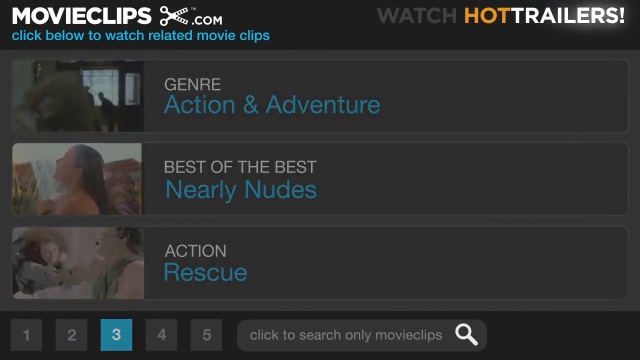 MOVIECLIPS .COM
WATCH HOTTRAILERS!
click below to watch related movie clips
GENRE
Action & Adventure
BEST OF THE BEST
Nearly Nudes
ACTION
Rescue
1 2 3 4 5
click to search only movieclips